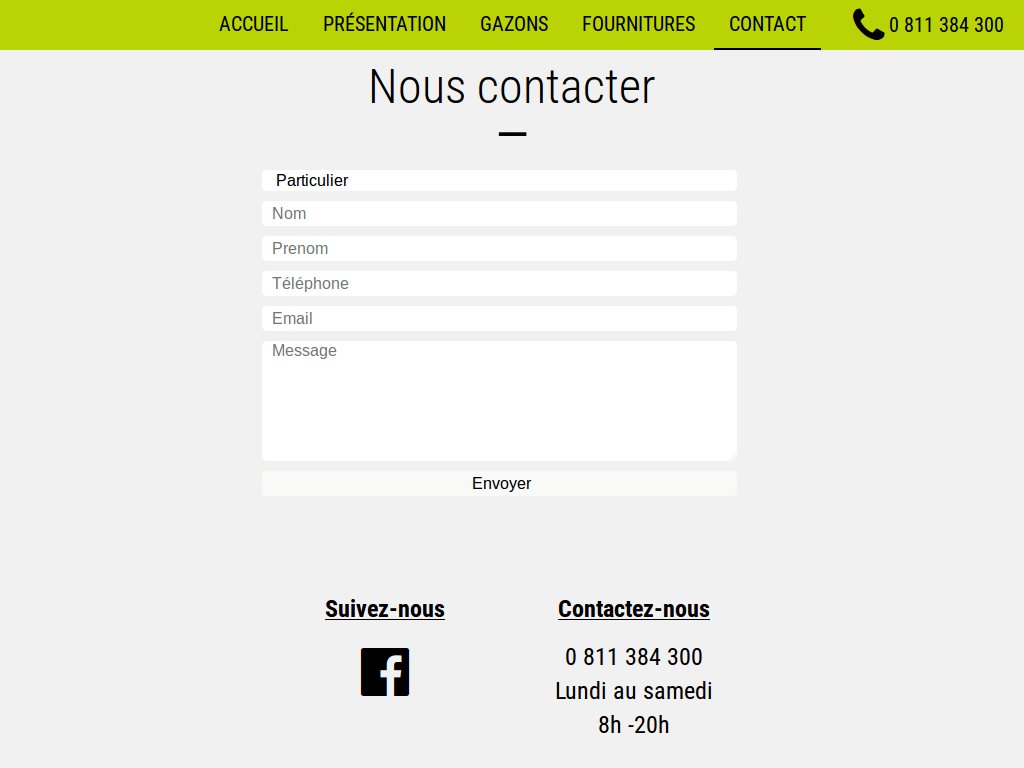 ACCUEIL PRÉSENTATION GAZONS FOURNITURES CONTACT 0 811 384 300
Nous contacter
Particulier
Nom
Prenom
Téléphone
Email
Message
Envoyer
Suivez-nous
Contactez-nous
0 811 384 300
Lundi au samedi
8h -20h